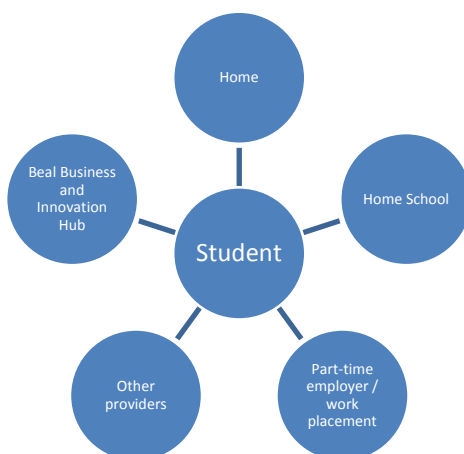 Home
Beal Business
and
Innovation
Hub
Home School
Student
Other
providers
Part-time
employer /
work
placement